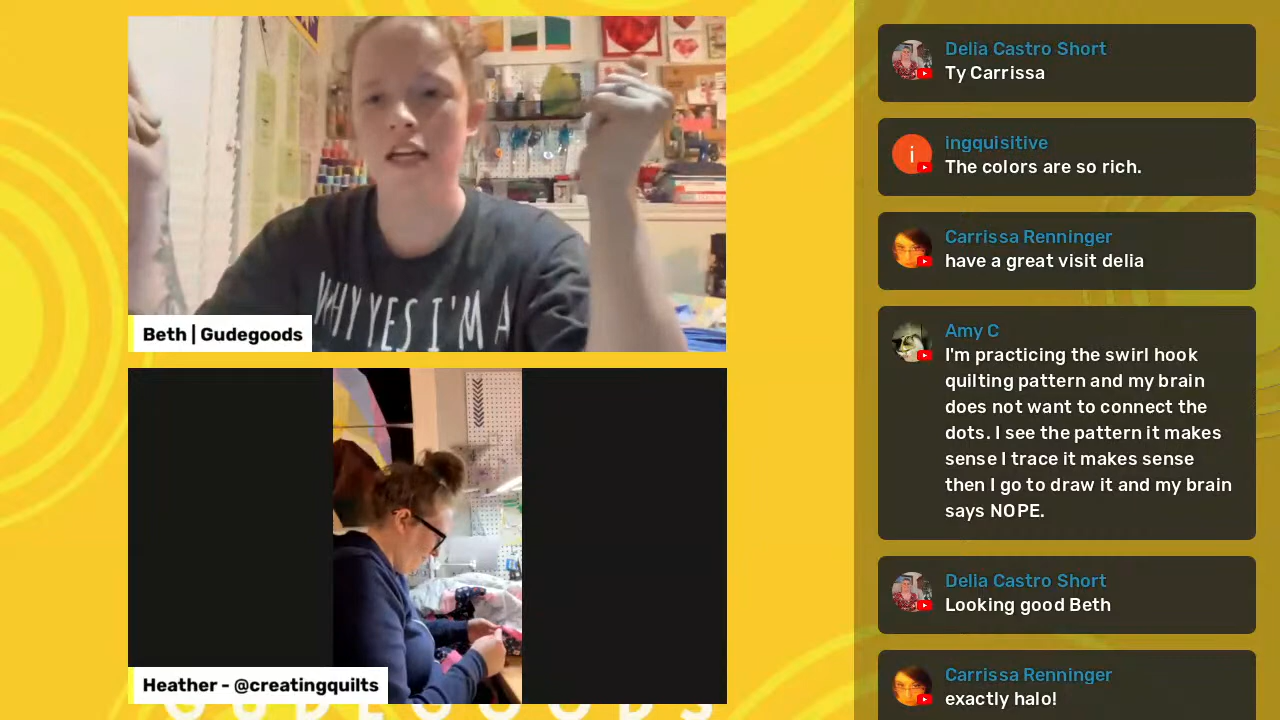 WHY YES I'M A
Beth | Gudegoods
Heather - @creatingquilts
GUDEGOODS
Delia Castro Short
Ty Carrissa
i
ingquisitive
The colors are so rich.
Carrissa Renninger
have a great visit delia
Amy C
I'm practicing the swirl hook
quilting pattern and my brain
does not want to connect the
dots. I see the pattern it makes
sense I trace it makes sense
then I go to draw it and my brain
says NOPE.
Delia Castro Short
Looking good Beth
Carrissa Renninger
exactly halo!